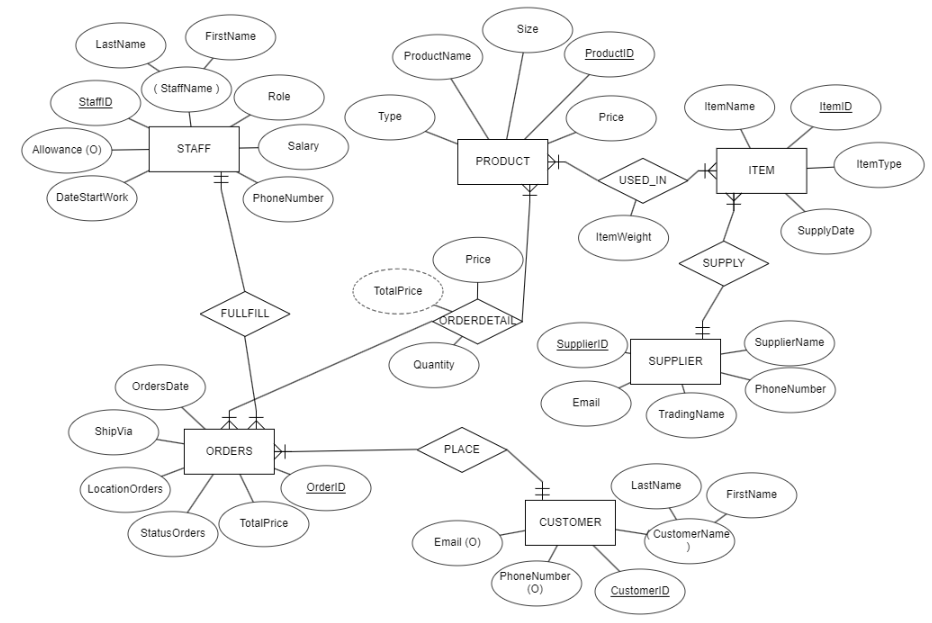 LastName
FirstName
( StaffName )
StaffID
Role
Allowance (O)
STAFF
Salary
DateStartWork
PhoneNumber
Size
ProductName
ProductID
Type
Price
PRODUCT
ItemName
ItemID
USED_IN
ITEM
ItemType
ItemWeight
SupplyDate
SUPPLY
Price
TotalPrice
FULLFILL
ORDERDETAIL
Quantity
SupplierID
SupplierName
SUPPLIER
PhoneNumber
Email
TradingName
OrdersDate
ShipVia
ORDERS
PLACE
LocationOrders
OrderID
StatusOrders
TotalPrice
LastName
FirstName
CUSTOMER
( CustomerName
)
Email (O)
PhoneNumber
(O)
CustomerID